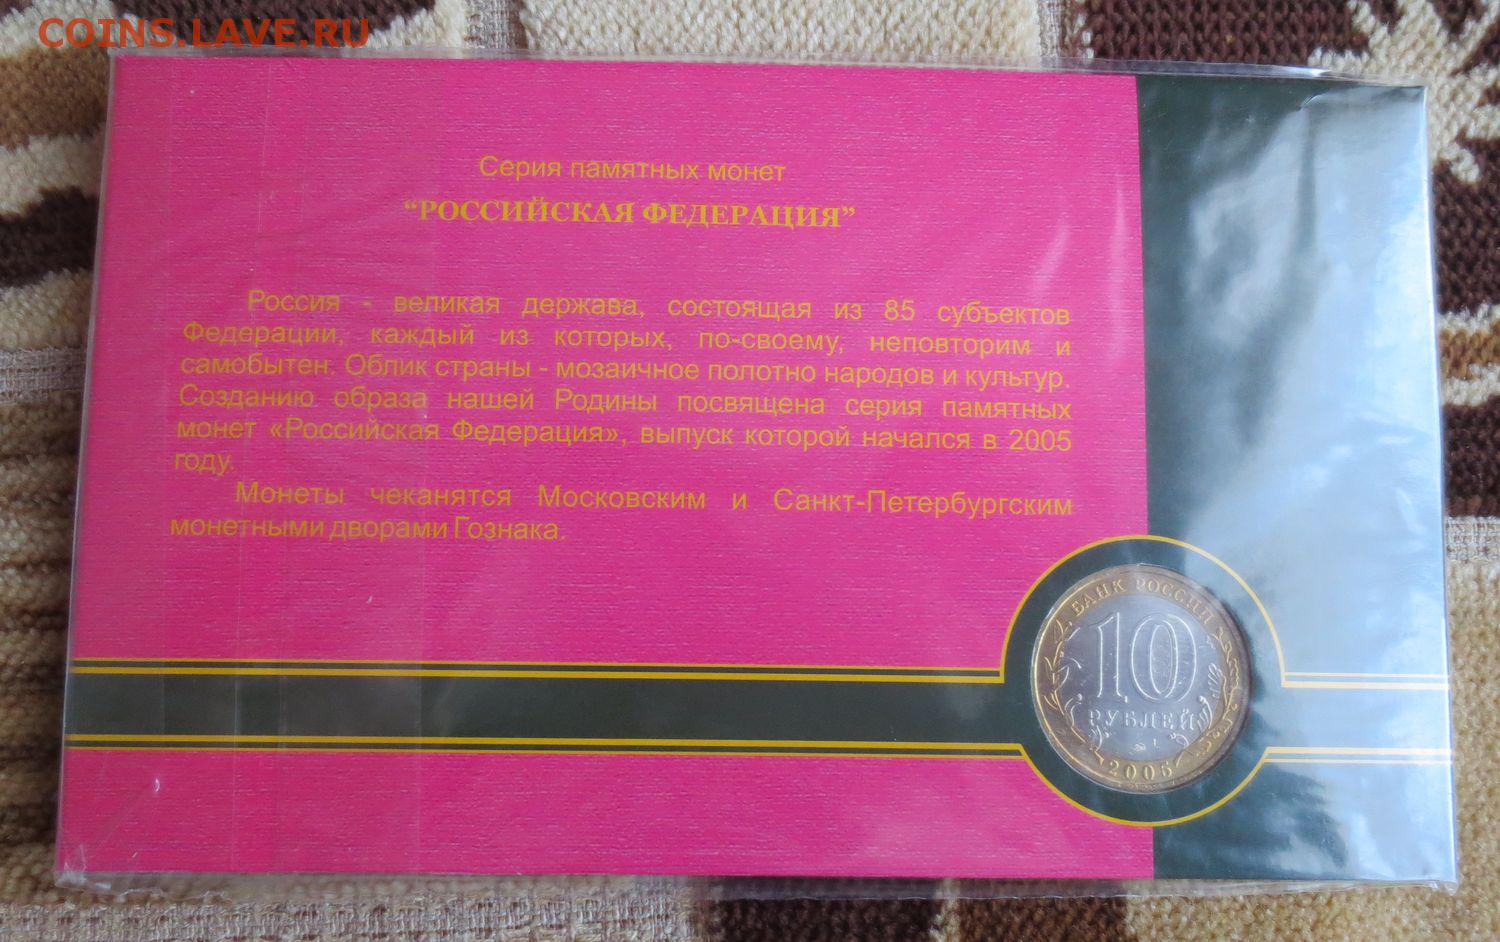 COINS.LAVE.RU
Серия памятных монет
“РОССИЙСКАЯ ФЕДЕРАЦИЯ”
Россия - великая держава, состоящая из 85 субъектов
Федерации, каждый из которых, по-своему, неповторим и
самобытен. Облик страны - мозаичное полотно народов и культур.
Созданию образа нашей Родины посвящена серия памятных
монет «Российская Федерация», выпуск которой начался в 2005
году.
Монеты чеканятся Московским и Санкт-Петербургским
монетными дворами Гознака.
БАНК РОССИИ
10
РУБЛЕЙ
2006